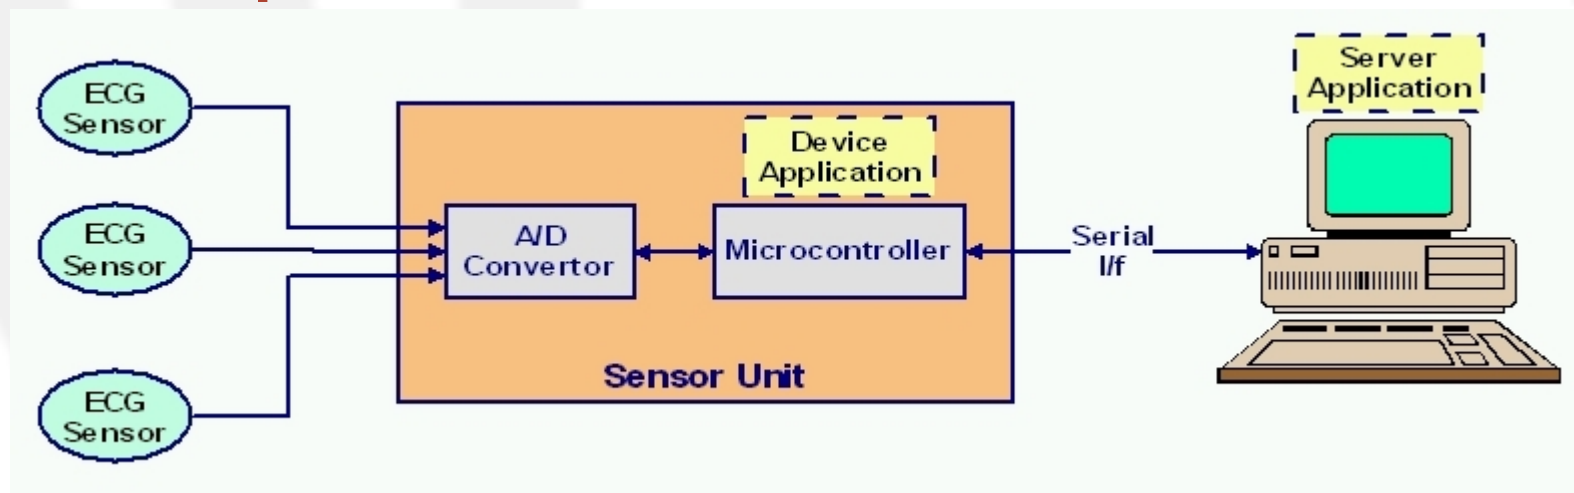 ECG
Sensor
ECG
Sensor
ECG
Sensor
A/D
Convertor
Device
Application
Microcontroller
Sensor Unit
Serial
I/f
Server
Application